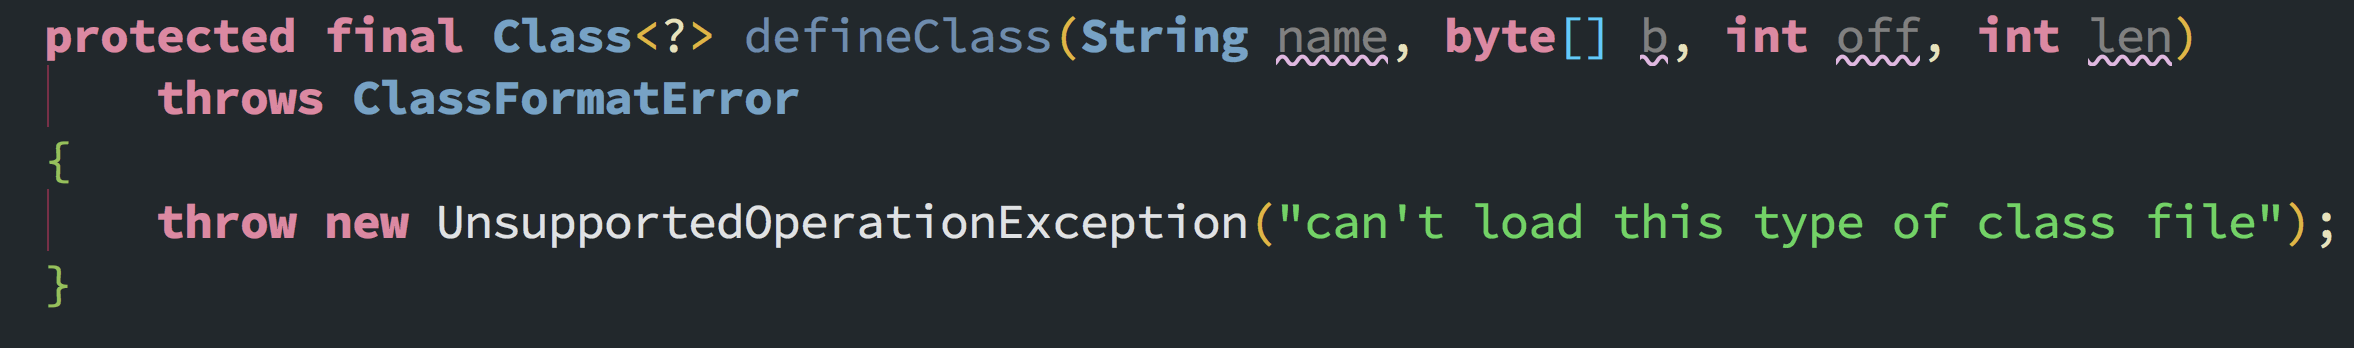 protected final Class<?> defineClass(String name, byte[] b, int off, int len)
throws ClassFormatError
{
throw new UnsupportedOperationException("can't load this type of class file");
}